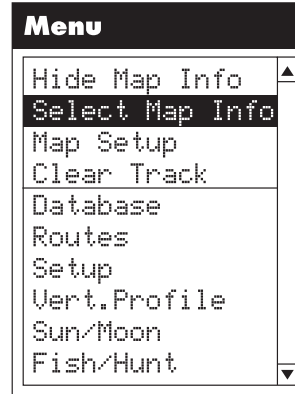 Menu
Hide Map Info
Select Map Info
Map Setup
Clear Track
Database
Routes
Setup
Vert.Profile
Sun/Moon
Fish/Hunt